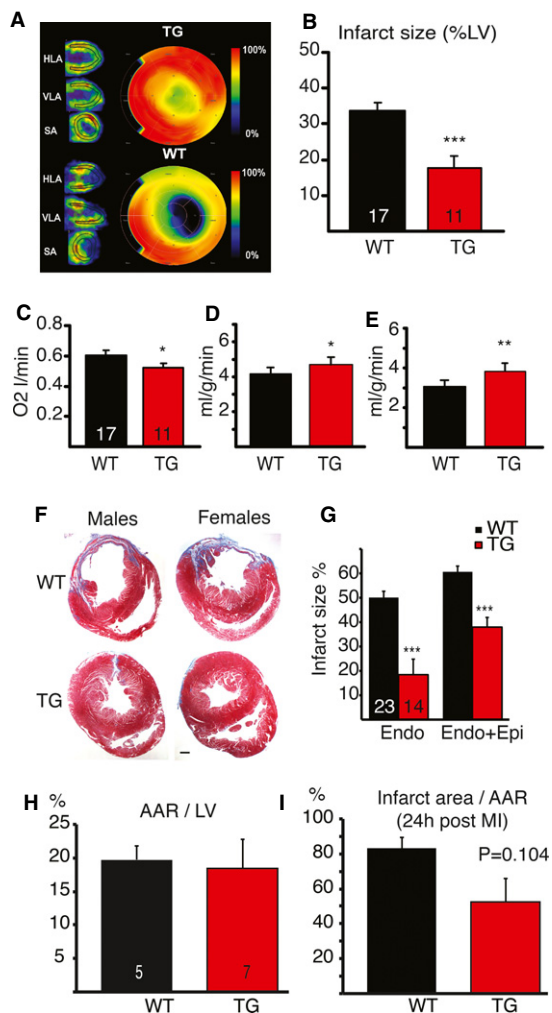 A
TG
HLA
VLA
SA
100%
0%
WT
HLA
VLA
SA
100%
0%
B
Infarct size (%LV)
40
30
20
10
***
17
11
WT
TG
C
O2 l/min
0.8
0.6
0.4
0.2
*
17
11
WT
TG
D
ml/g/min
6
4
2
*
WT
TG
E
ml/g/min
6
4
2
**
WT
TG
F
Males
Females
WT
TG
G
WT
TG
Infarct size %
60
50
40
30
20
10
***
***
23
14
Endo
Endo+Epi
H
%
AAR / LV
25
20
15
10
5
5
7
WT
TG
I
%
Infarct area / AAR
(24h post MI)
100
80
60
40
20
P=0.104
WT
TG